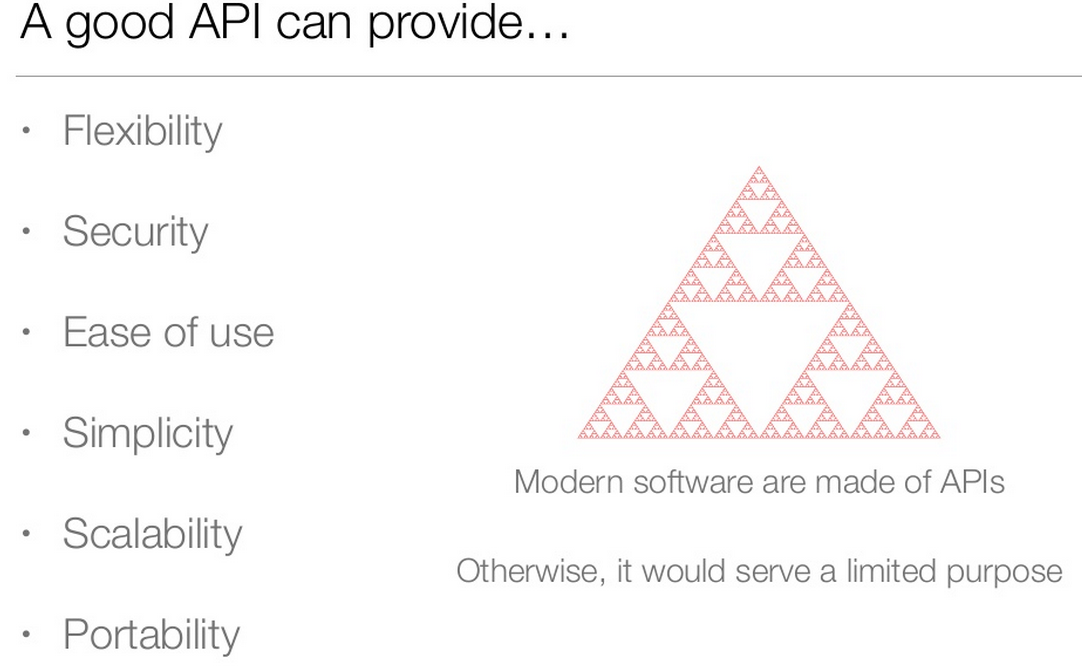 A good API can provide…
• Flexibility
• Security
• Ease of use
• Simplicity
• Scalability
• Portability
Modern software are made of APIs
Otherwise, it would serve a limited purpose